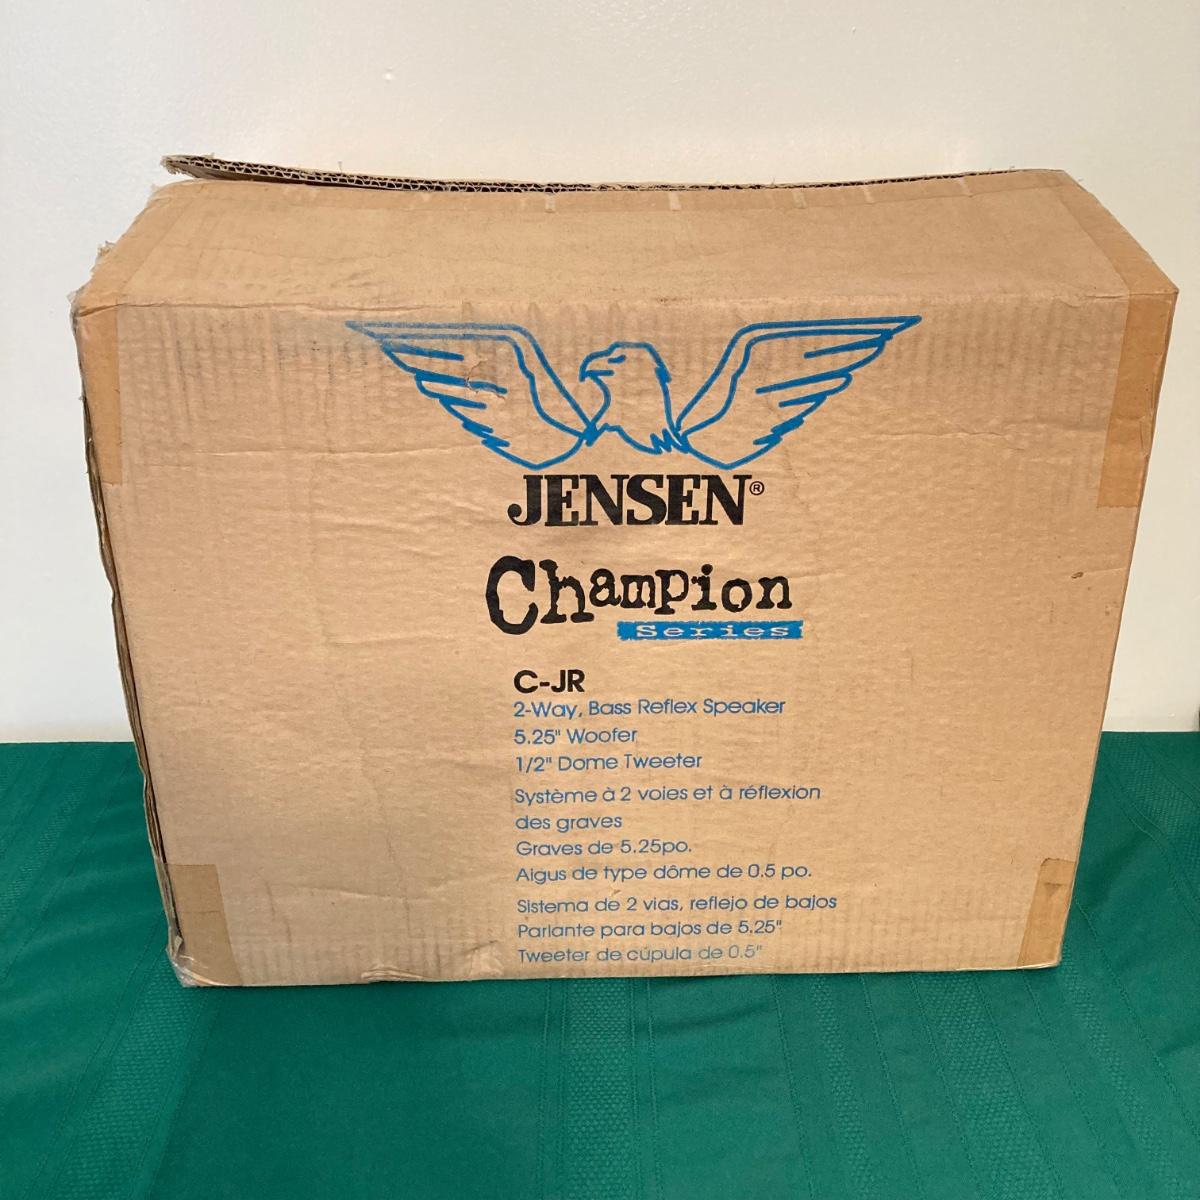 JENSEN®
Champion
Series
C-JR
2-Way, Bass Reflex Speaker
5.25" Woofer
1/2" Dome Tweeter
Système à 2 voies et à réflexion
des graves
Graves de 5.25po.
Aigus de type dôme de 0.5 po.
Sistema de 2 vias, reflejo de bajos
Parlante para bajos de 5.25"
Tweeter de cúpula de 0.5"